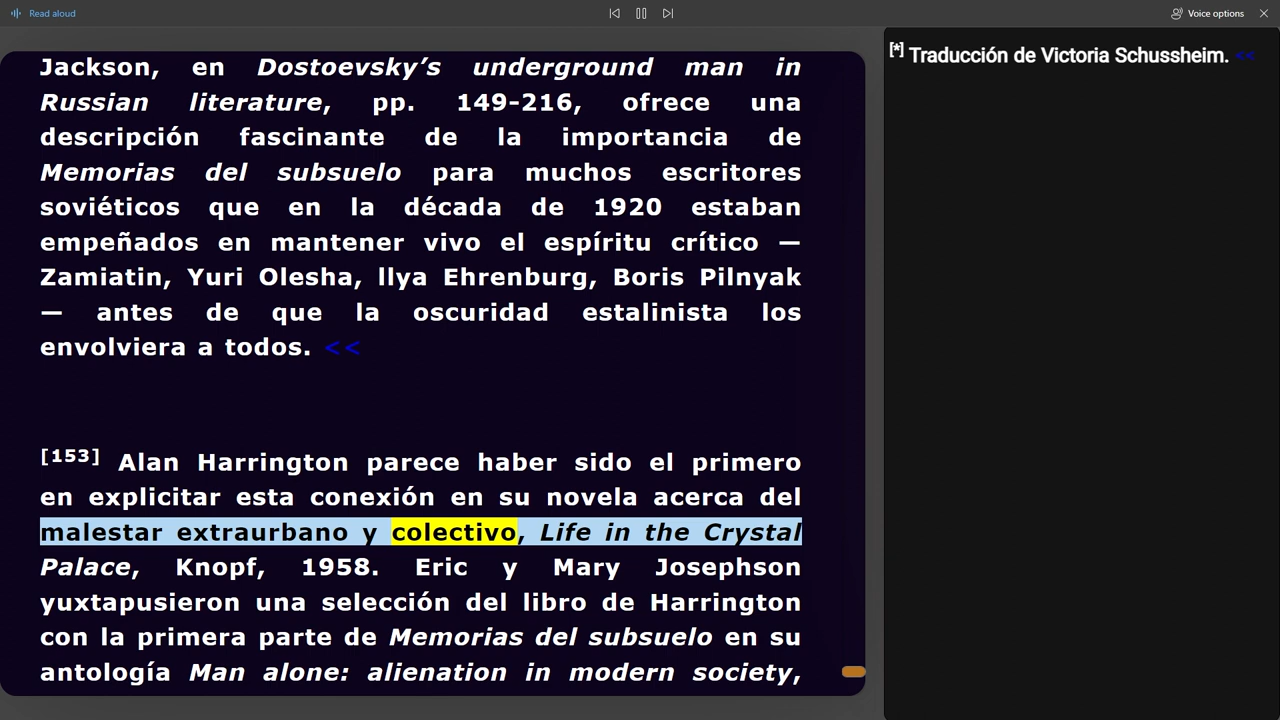 Read aloud
Voice options
Jackson, en Dostoevsky’s underground man in
Russian literature, pp. 149-216, ofrece una
descripción fascinante de la importancia de
Memorias del subsuelo para muchos escritores
soviéticos que en la década de 1920 estaban
empeñados en mantener vivo el espíritu crítico —
Zamiatin, Yuri Olesha, llya Ehrenburg, Boris Pilnyak
— antes de que la oscuridad estalinista los
envolviera a todos. <<
[153] Alan Harrington parece haber sido el primero
en explicitar esta conexión en su novela acerca del
malestar extraurbano y colectivo, Life in the Crystal
Palace, Knopf, 1958. Eric y Mary Josephson
yuxtapusieron una selección del libro de Harrington
con la primera parte de Memorias del subsuelo en su
antología Man alone: alienation in modern society,
[*] Traducción de Victoria Schussheim. <<